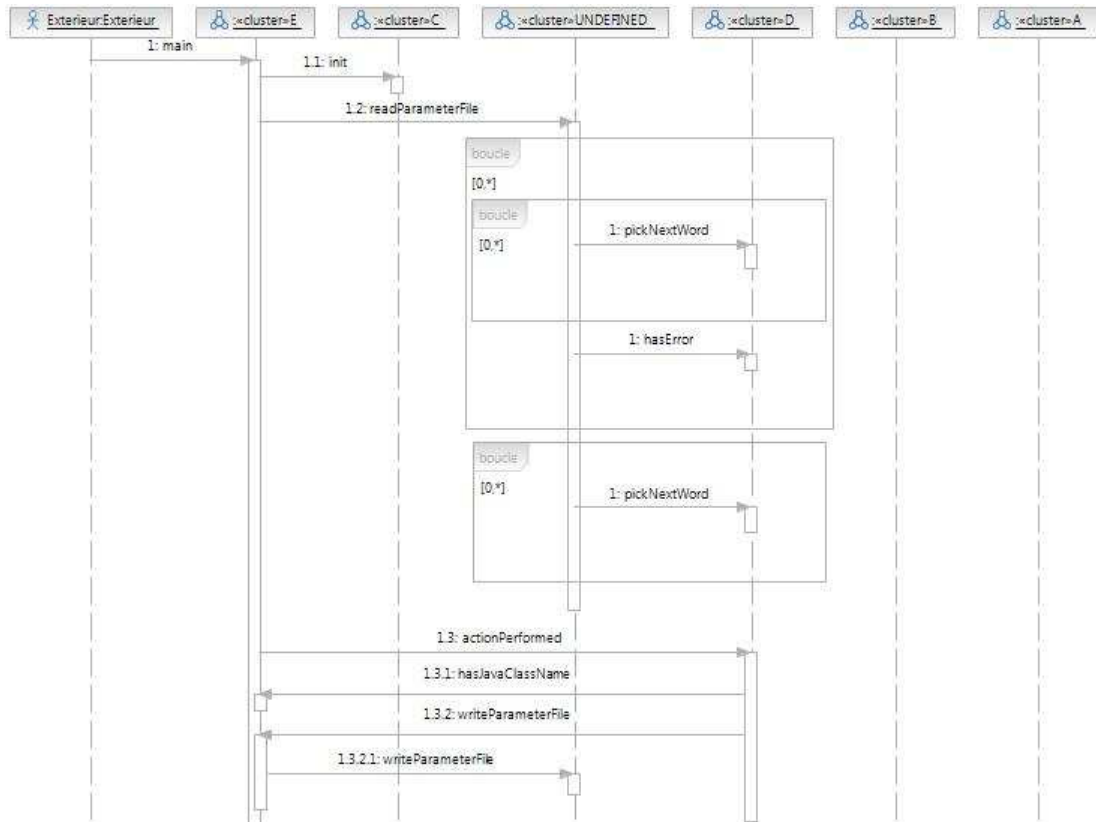 Exterieur:Exterieur
:«cluster»E
:«cluster»C
:«cluster»UNDEFINED
:«cluster»D
:«cluster»B
:«cluster»A
1: main
1.1: init
1.2: readParameterFile
boucle
[0,*]
boucle
[0,*]
1: pickNextWord
1: hasError
boucle
[0,*]
1: pickNextWord
1.3: actionPerformed
1.3.1: hasJavaClassName
1.3.2: writeParameterFile
1.3.2.1: writeParameterFile